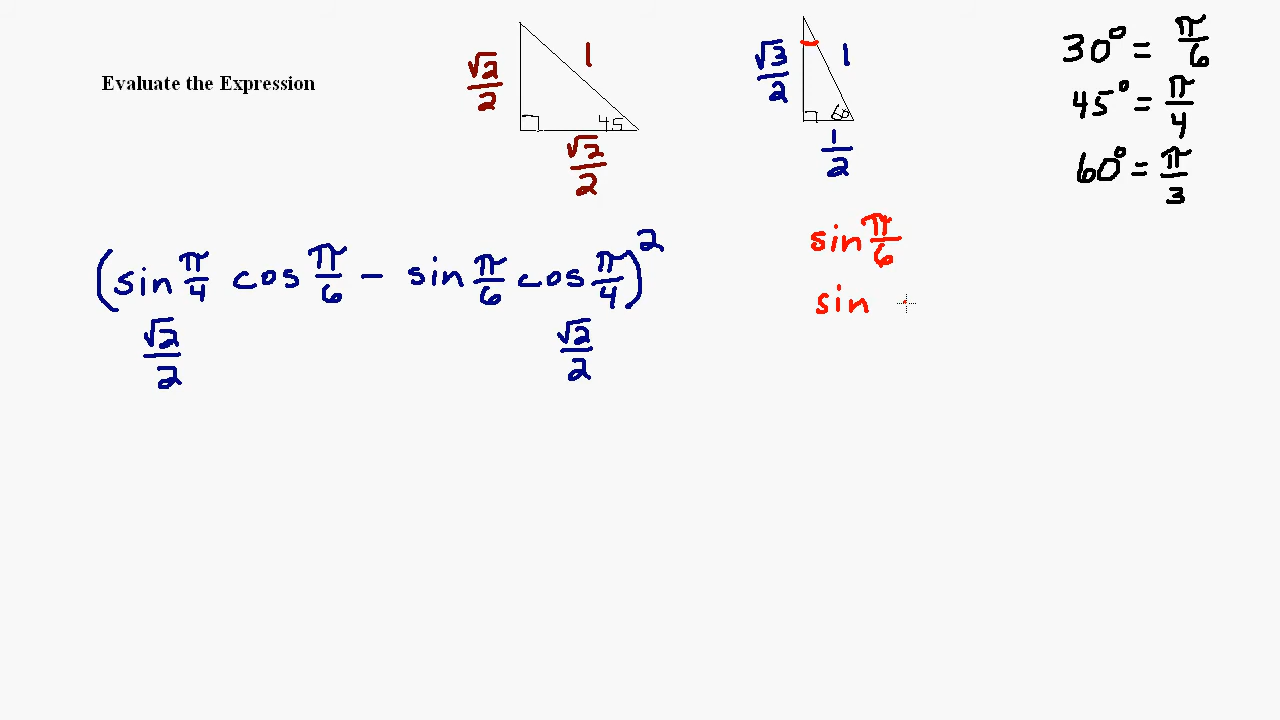 Evaluate the Expression
√2/2
1
45
√2/2
√3/2
1
60
1/2
30° = π/6
45° = π/4
60° = π/3
(sin π/4 cos π/6 − sin π/6 cos π/4)²
√2/2 √2/2
sin π/6
sin